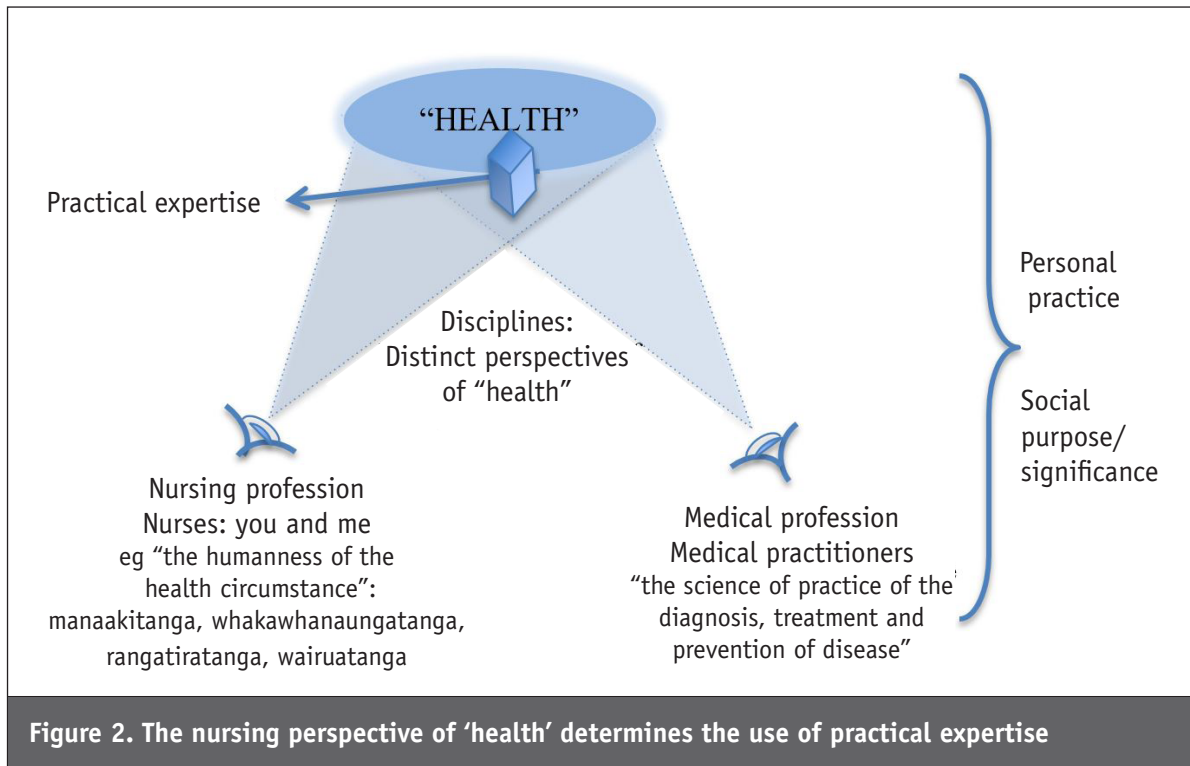 “HEALTH”
Practical expertise
Disciplines:
Distinct perspectives
of “health”
Personal
practice
Social
purpose/
significance
Nursing profession
Nurses: you and me
eg “the humanness of the
health circumstance”:
manaakitanga, whakawhanaungatanga,
rangatiratanga, wairuatanga
Medical profession
Medical practitioners
“the science of practice of the
diagnosis, treatment and
prevention of disease”
Figure 2. The nursing perspective of ‘health’ determines the use of practical expertise